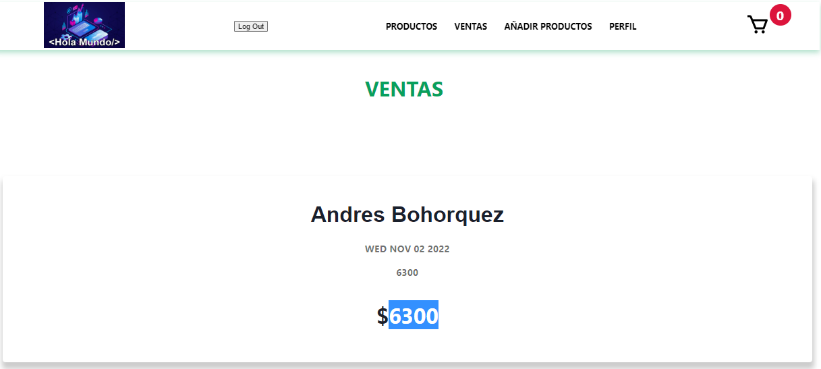 <Hola Mundo/>
Log Out
PRODUCTOS VENTAS AÑADIR PRODUCTOS PERFIL
0
VENTAS
Andres Bohorquez
WED NOV 02 2022
6300
$6300